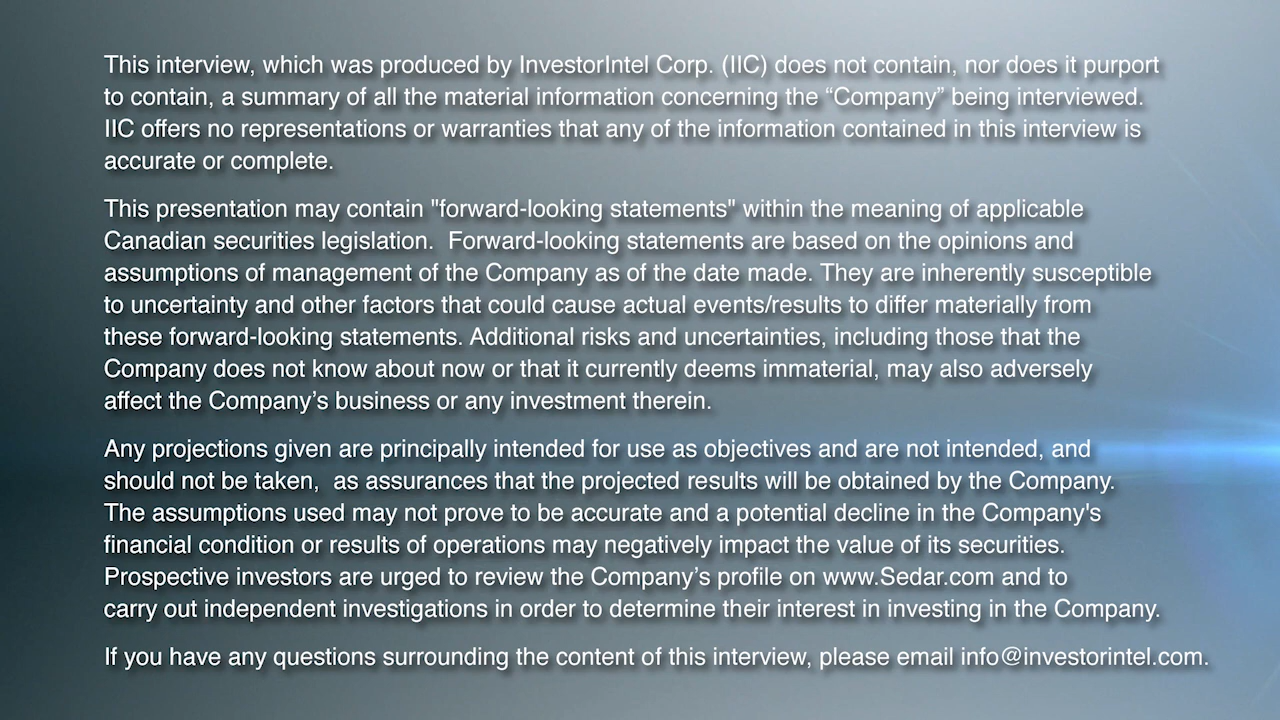 This interview, which was produced by InvestorIntel Corp. (IIC) does not contain, nor does it purport
to contain, a summary of all the material information concerning the “Company” being interviewed.
IIC offers no representations or warranties that any of the information contained in this interview is
accurate or complete.
This presentation may contain "forward-looking statements" within the meaning of applicable
Canadian securities legislation.  Forward-looking statements are based on the opinions and
assumptions of management of the Company as of the date made. They are inherently susceptible
to uncertainty and other factors that could cause actual events/results to differ materially from
these forward-looking statements. Additional risks and uncertainties, including those that the
Company does not know about now or that it currently deems immaterial, may also adversely
affect the Company’s business or any investment therein.
Any projections given are principally intended for use as objectives and are not intended, and
should not be taken,  as assurances that the projected results will be obtained by the Company.
The assumptions used may not prove to be accurate and a potential decline in the Company's
financial condition or results of operations may negatively impact the value of its securities.
Prospective investors are urged to review the Company’s profile on www.Sedar.com and to
carry out independent investigations in order to determine their interest in investing in the Company.
If you have any questions surrounding the content of this interview, please email info@investorintel.com.